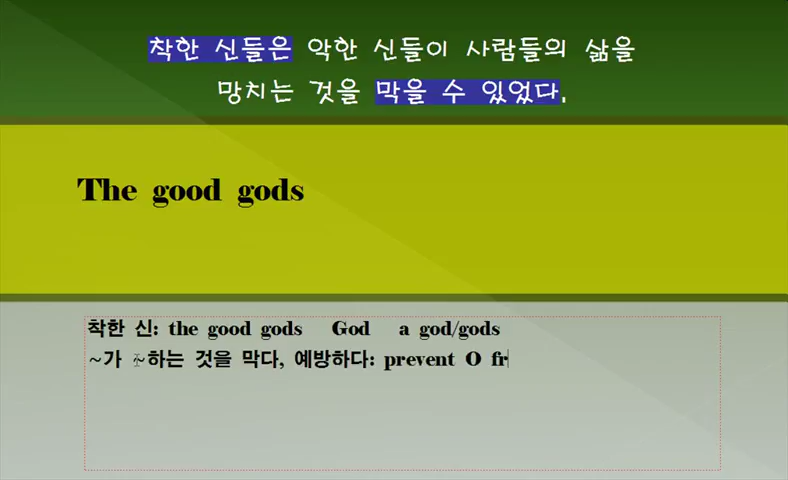 착한 신들은 악한 신들이 사람들의 삶을
망치는 것을 막을 수 있었다.
The good gods
착한 신: the good gods God a god/gods
~가 ~하는 것을 막다, 예방하다: prevent O fr